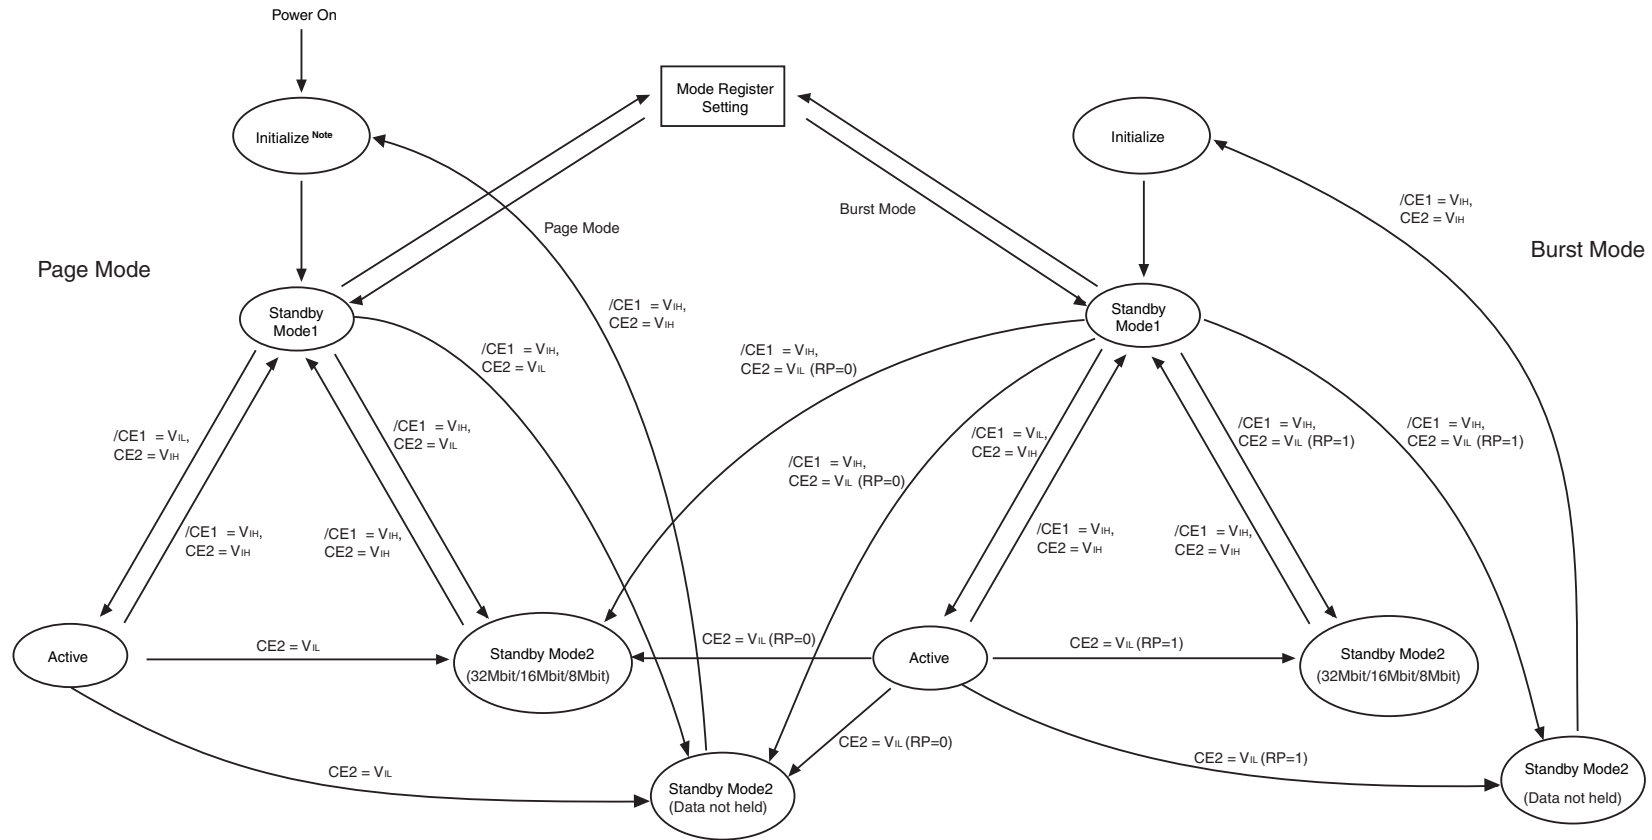 Power On
Mode Register
Setting
Initialize Note
Initialize
/CE1 = VIH,
CE2 = VIH
Page Mode
Burst Mode
Page Mode
Burst Mode
Standby
Mode1
/CE1 = VIH,
CE2 = VIH
Standby
Mode1
/CE1 = VIH,
CE2 = VIL
/CE1 = VIH,
CE2 = VIL (RP=0)
/CE1 = VIL,
CE2 = VIH
/CE1 = VIH,
CE2 = VIL
/CE1 = VIH,
CE2 = VIL (RP=0)
/CE1 = VIL,
CE2 = VIH
/CE1 = VIH,
CE2 = VIL (RP=1)
/CE1 = VIH,
CE2 = VIL (RP=1)
/CE1 = VIH,
CE2 = VIH
/CE1 = VIH,
CE2 = VIH
/CE1 = VIH,
CE2 = VIH
/CE1 = VIH,
CE2 = VIH
Active
CE2 = VIL
Standby Mode2
(32Mbit/16Mbit/8Mbit)
CE2 = VIL (RP=0)
Active
CE2 = VIL (RP=1)
Standby Mode2
(32Mbit/16Mbit/8Mbit)
CE2 = VIL
CE2 = VIL (RP=0)
CE2 = VIL (RP=1)
Standby Mode2
(Data not held)
Standby Mode2
(Data not held)